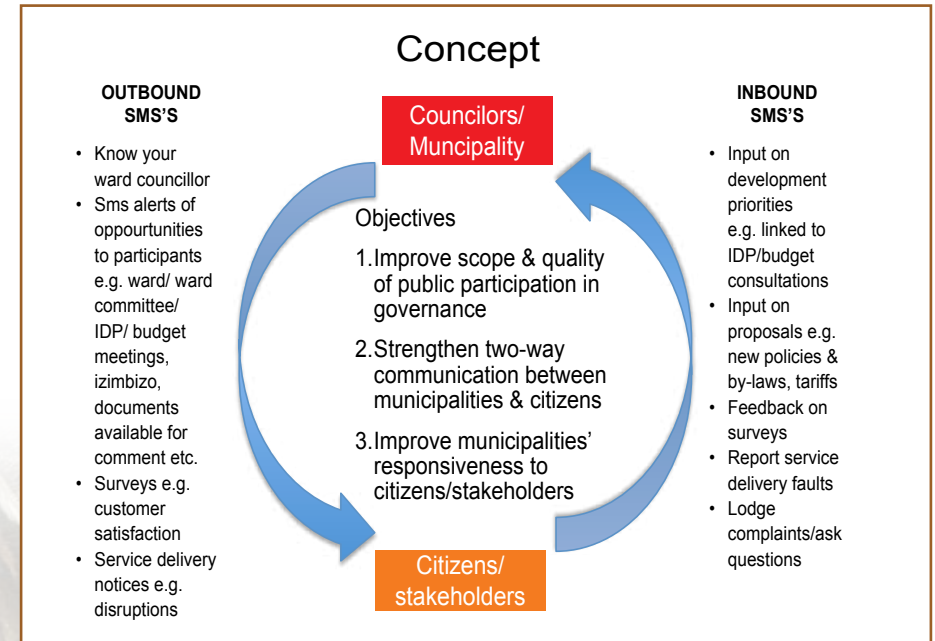 Concept
OUTBOUND
SMS'S
• Know your
ward councillor
• Sms alerts of
oppourtunities
to participants
e.g. ward/ ward
committee/
IDP/ budget
meetings,
izimbizo,
documents
available for
comment etc.
• Surveys e.g.
customer
satisfaction
• Service delivery
notices e.g.
disruptions
Councilors/
Muncipality
Objectives
1.Improve scope & quality
of public participation in
governance
2.Strengthen two-way
communication between
municipalities & citizens
3.Improve municipalities’
responsiveness to
citizens/stakeholders
Citizens/
stakeholders
INBOUND
SMS'S
• Input on
development
priorities
e.g. linked to
IDP/budget
consultations
• Input on
proposals e.g.
new policies &
by-laws, tariffs
• Feedback on
surveys
• Report service
delivery faults
• Lodge
complaints/ask
questions